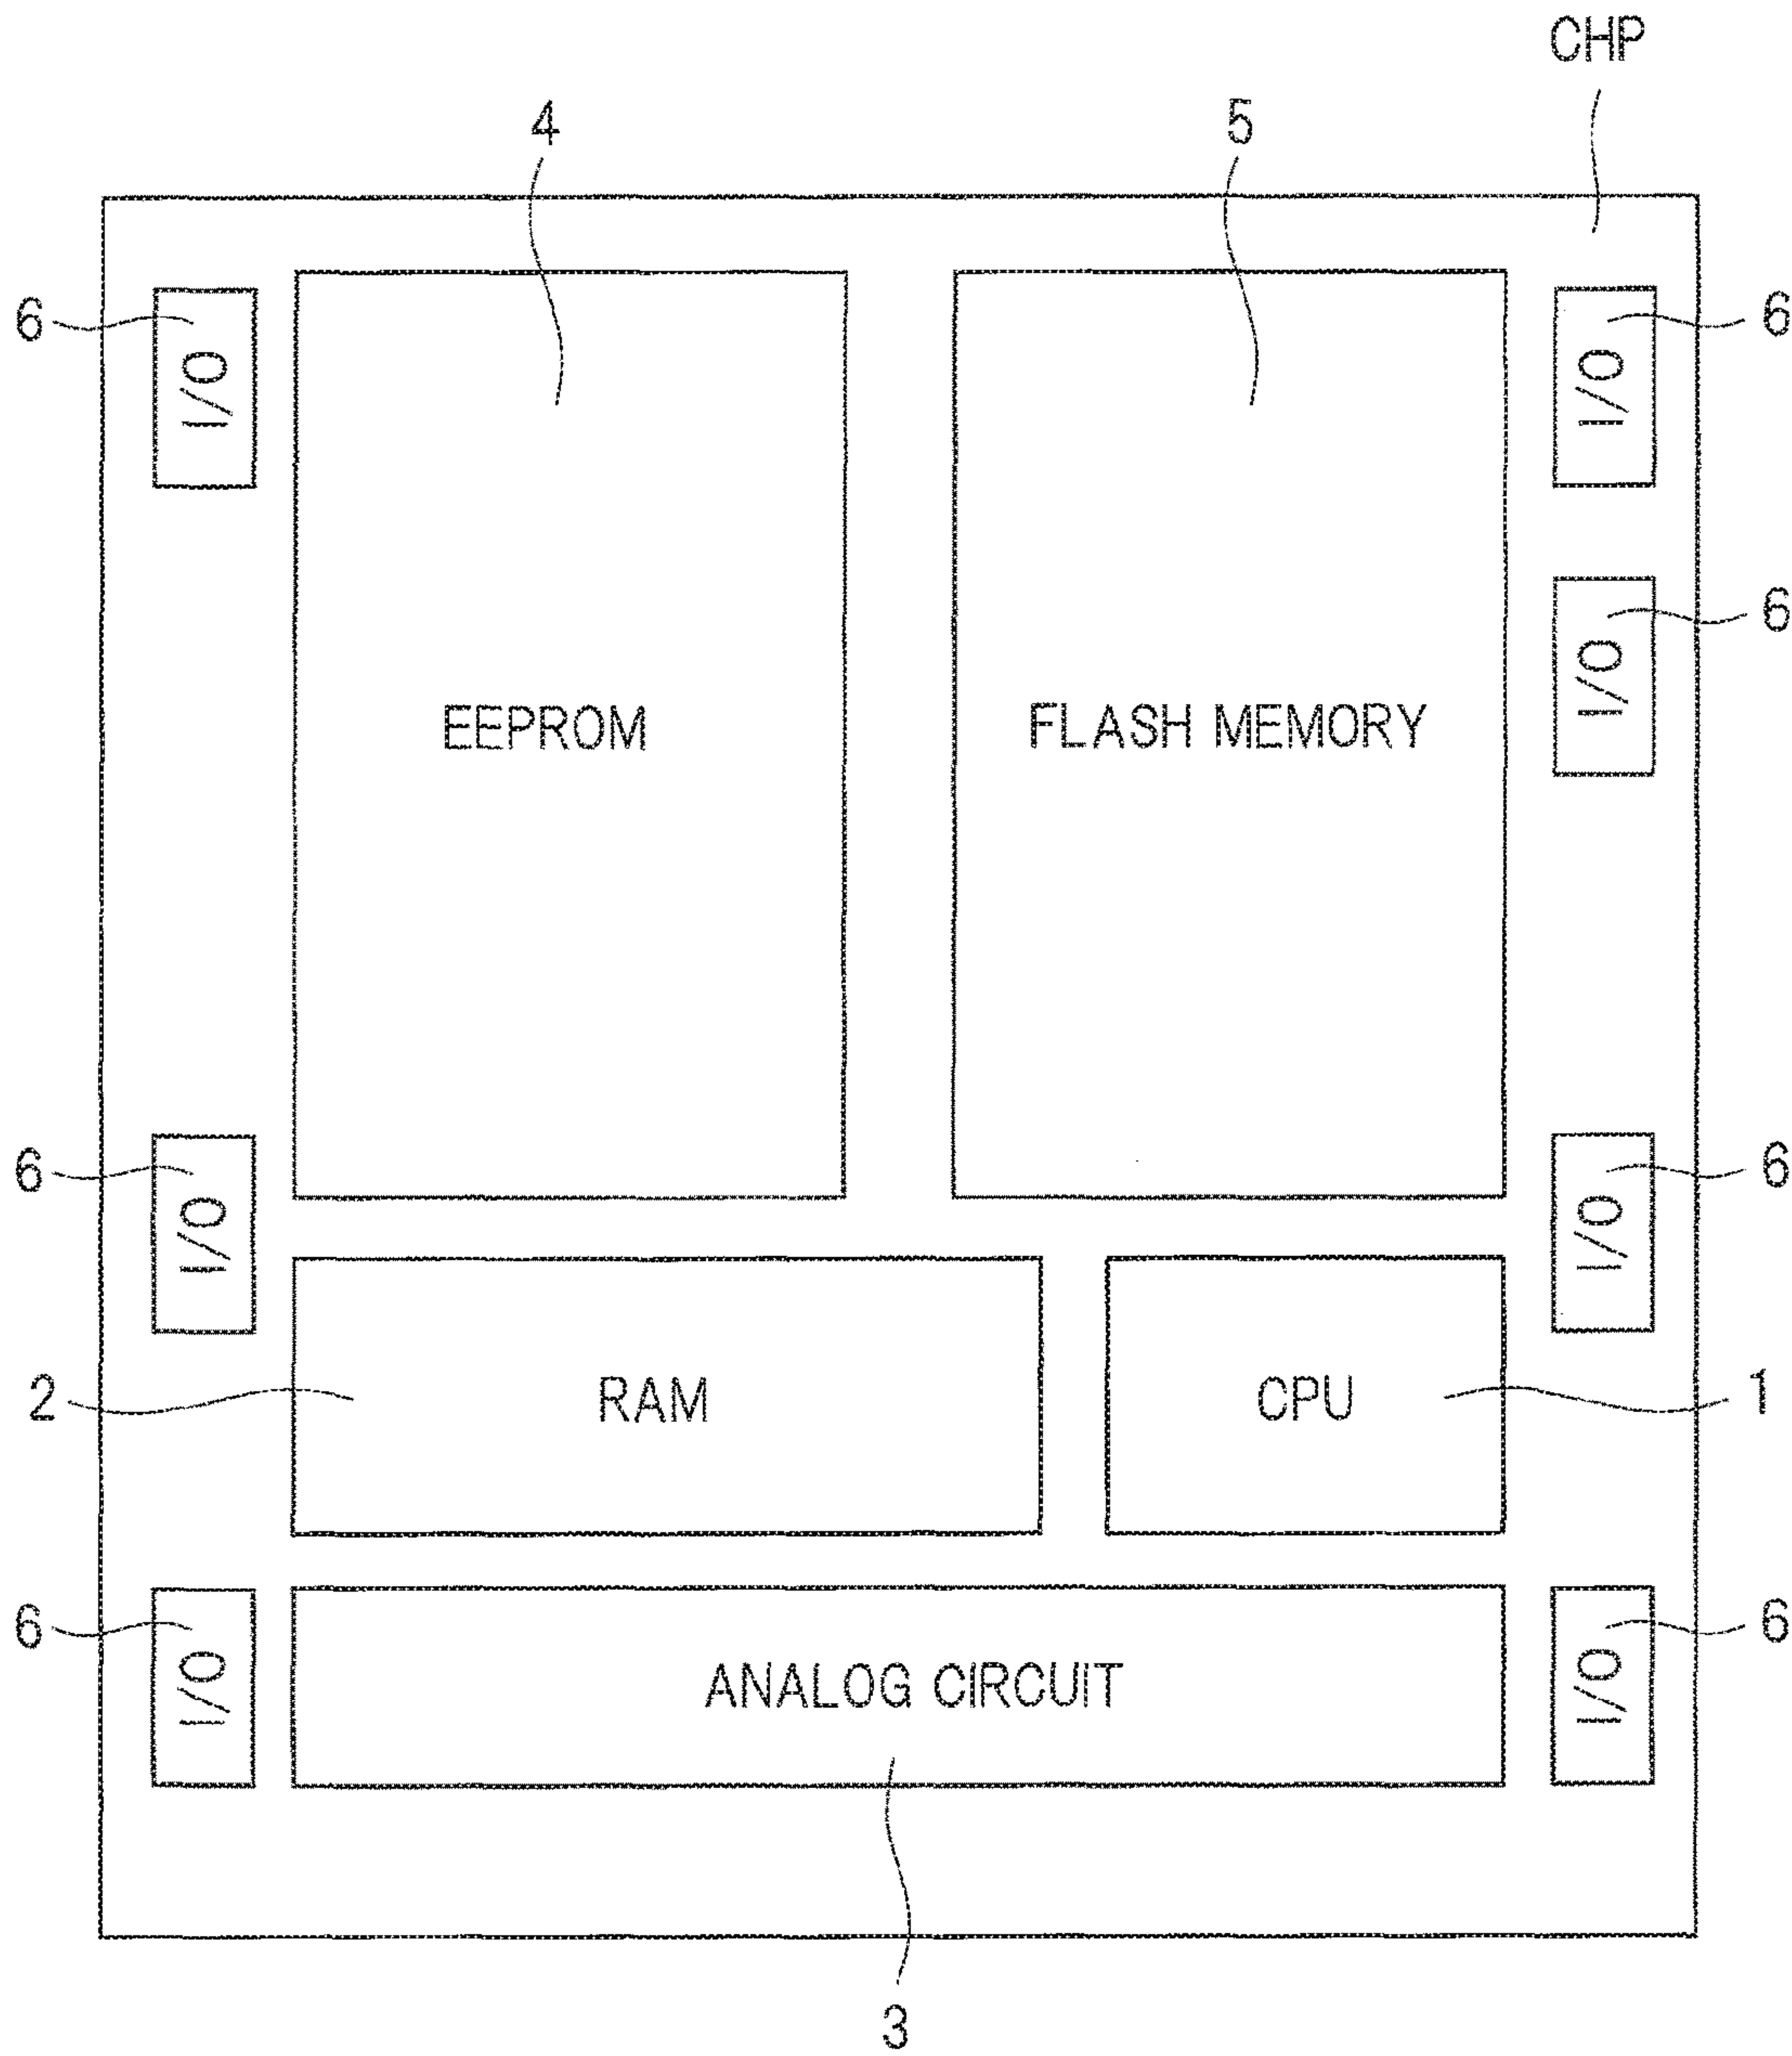 CHP
4
5
6
I/O
I/O
6
I/O
6
EEPROM
FLASH MEMORY
6
I/O
I/O
6
2
RAM
CPU
1
6
I/O
ANALOG CIRCUIT
I/O
6
3